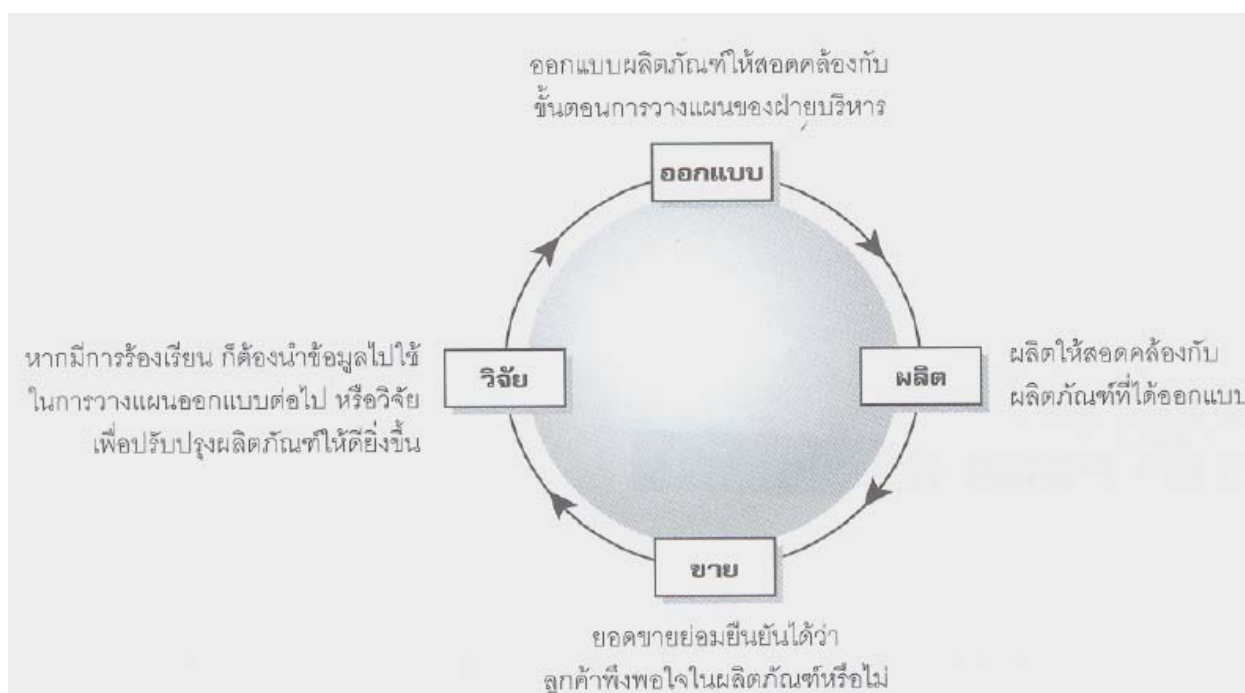 ออกแบบผลิตภัณฑ์ให้สอดคล้องกับ
ขั้นตอนการวางแผนของฝ่ายบริหาร
ออกแบบ
หากมีการร้องเรียน ก็ต้องนำข้อมูลไปใช้
ในการวางแผนออกแบบต่อไป หรือวิจัย
เพื่อปรับปรุงผลิตภัณฑ์ให้ดียิ่งขึ้น
วิจัย
ผลิต
ผลิตให้สอดคล้องกับ
ผลิตภัณฑ์ที่ได้ออกแบบ
ขาย
ยอดขายย่อมยืนยันได้ว่า
ลูกค้าพึงพอใจในผลิตภัณฑ์หรือไม่